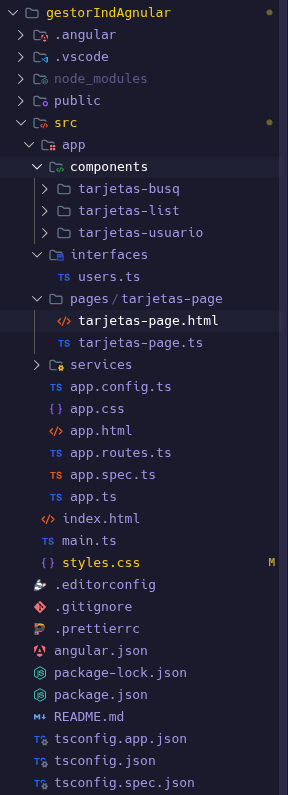 gestorIndAgnular
.angular
.vscode
node_modules
public
src
app
components
tarjetas-busq
tarjetas-list
tarjetas-usuario
interfaces
TS users.ts
pages/tarjetas-page
tarjetas-page.html
TS tarjetas-page.ts
services
TS app.config.ts
{} app.css
app.html
TS app.routes.ts
TS app.spec.ts
TS app.ts
index.html
TS main.ts
{} styles.css M
.editorconfig
.gitignore
.prettierrc
angular.json
package-lock.json
package.json
README.md
TS tsconfig.app.json
TS tsconfig.json
TS tsconfig.spec.json